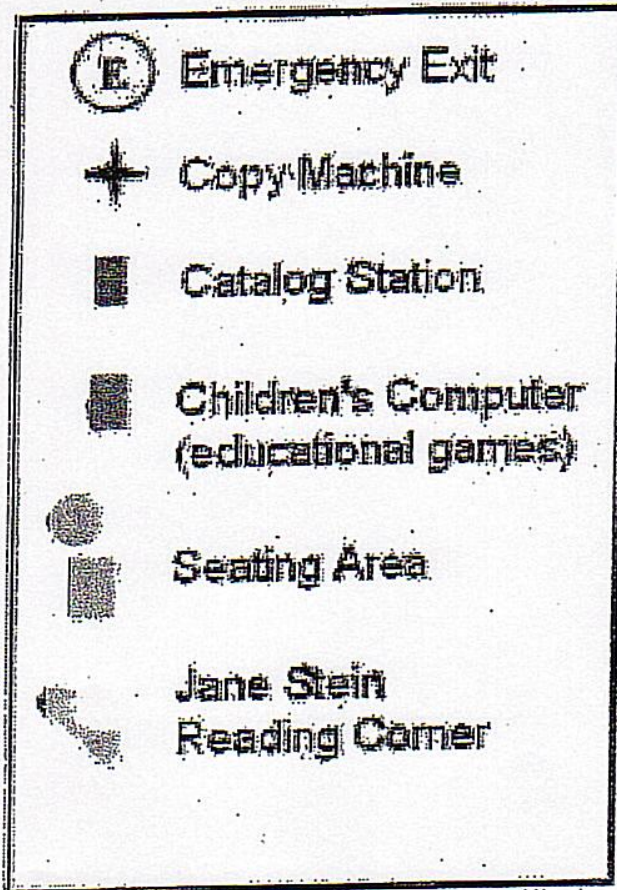 E Emergency Exit
Copy Machine
Catalog Station
Children's Computer
(educational games)
Seating Area
Jane Stein
Reading Corner